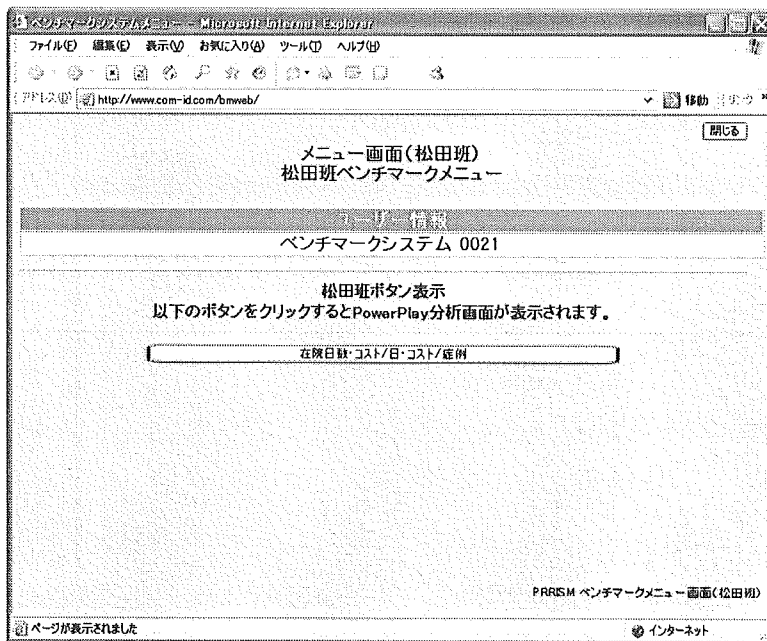 ベンチマークシステムメニュー - Microsoft Internet Explorer
ファイル(F) 編集(E) 表示(V) お気に入り(A) ツール(T) ヘルプ(H)
アドレス(D) http://www.com-id.com/bmweb/ 移動 リンク »
閉じる
メニュー画面(松田班)
松田班ベンチマークメニュー
ユーザー情報
ベンチマークシステム 0021
松田班ボタン表示
以下のボタンをクリックするとPowerPlay分析画面が表示されます。
在院日数・コスト/日・コスト/症例
PRRISM ベンチマークメニュー画面(松田班)
ページが表示されました インターネット